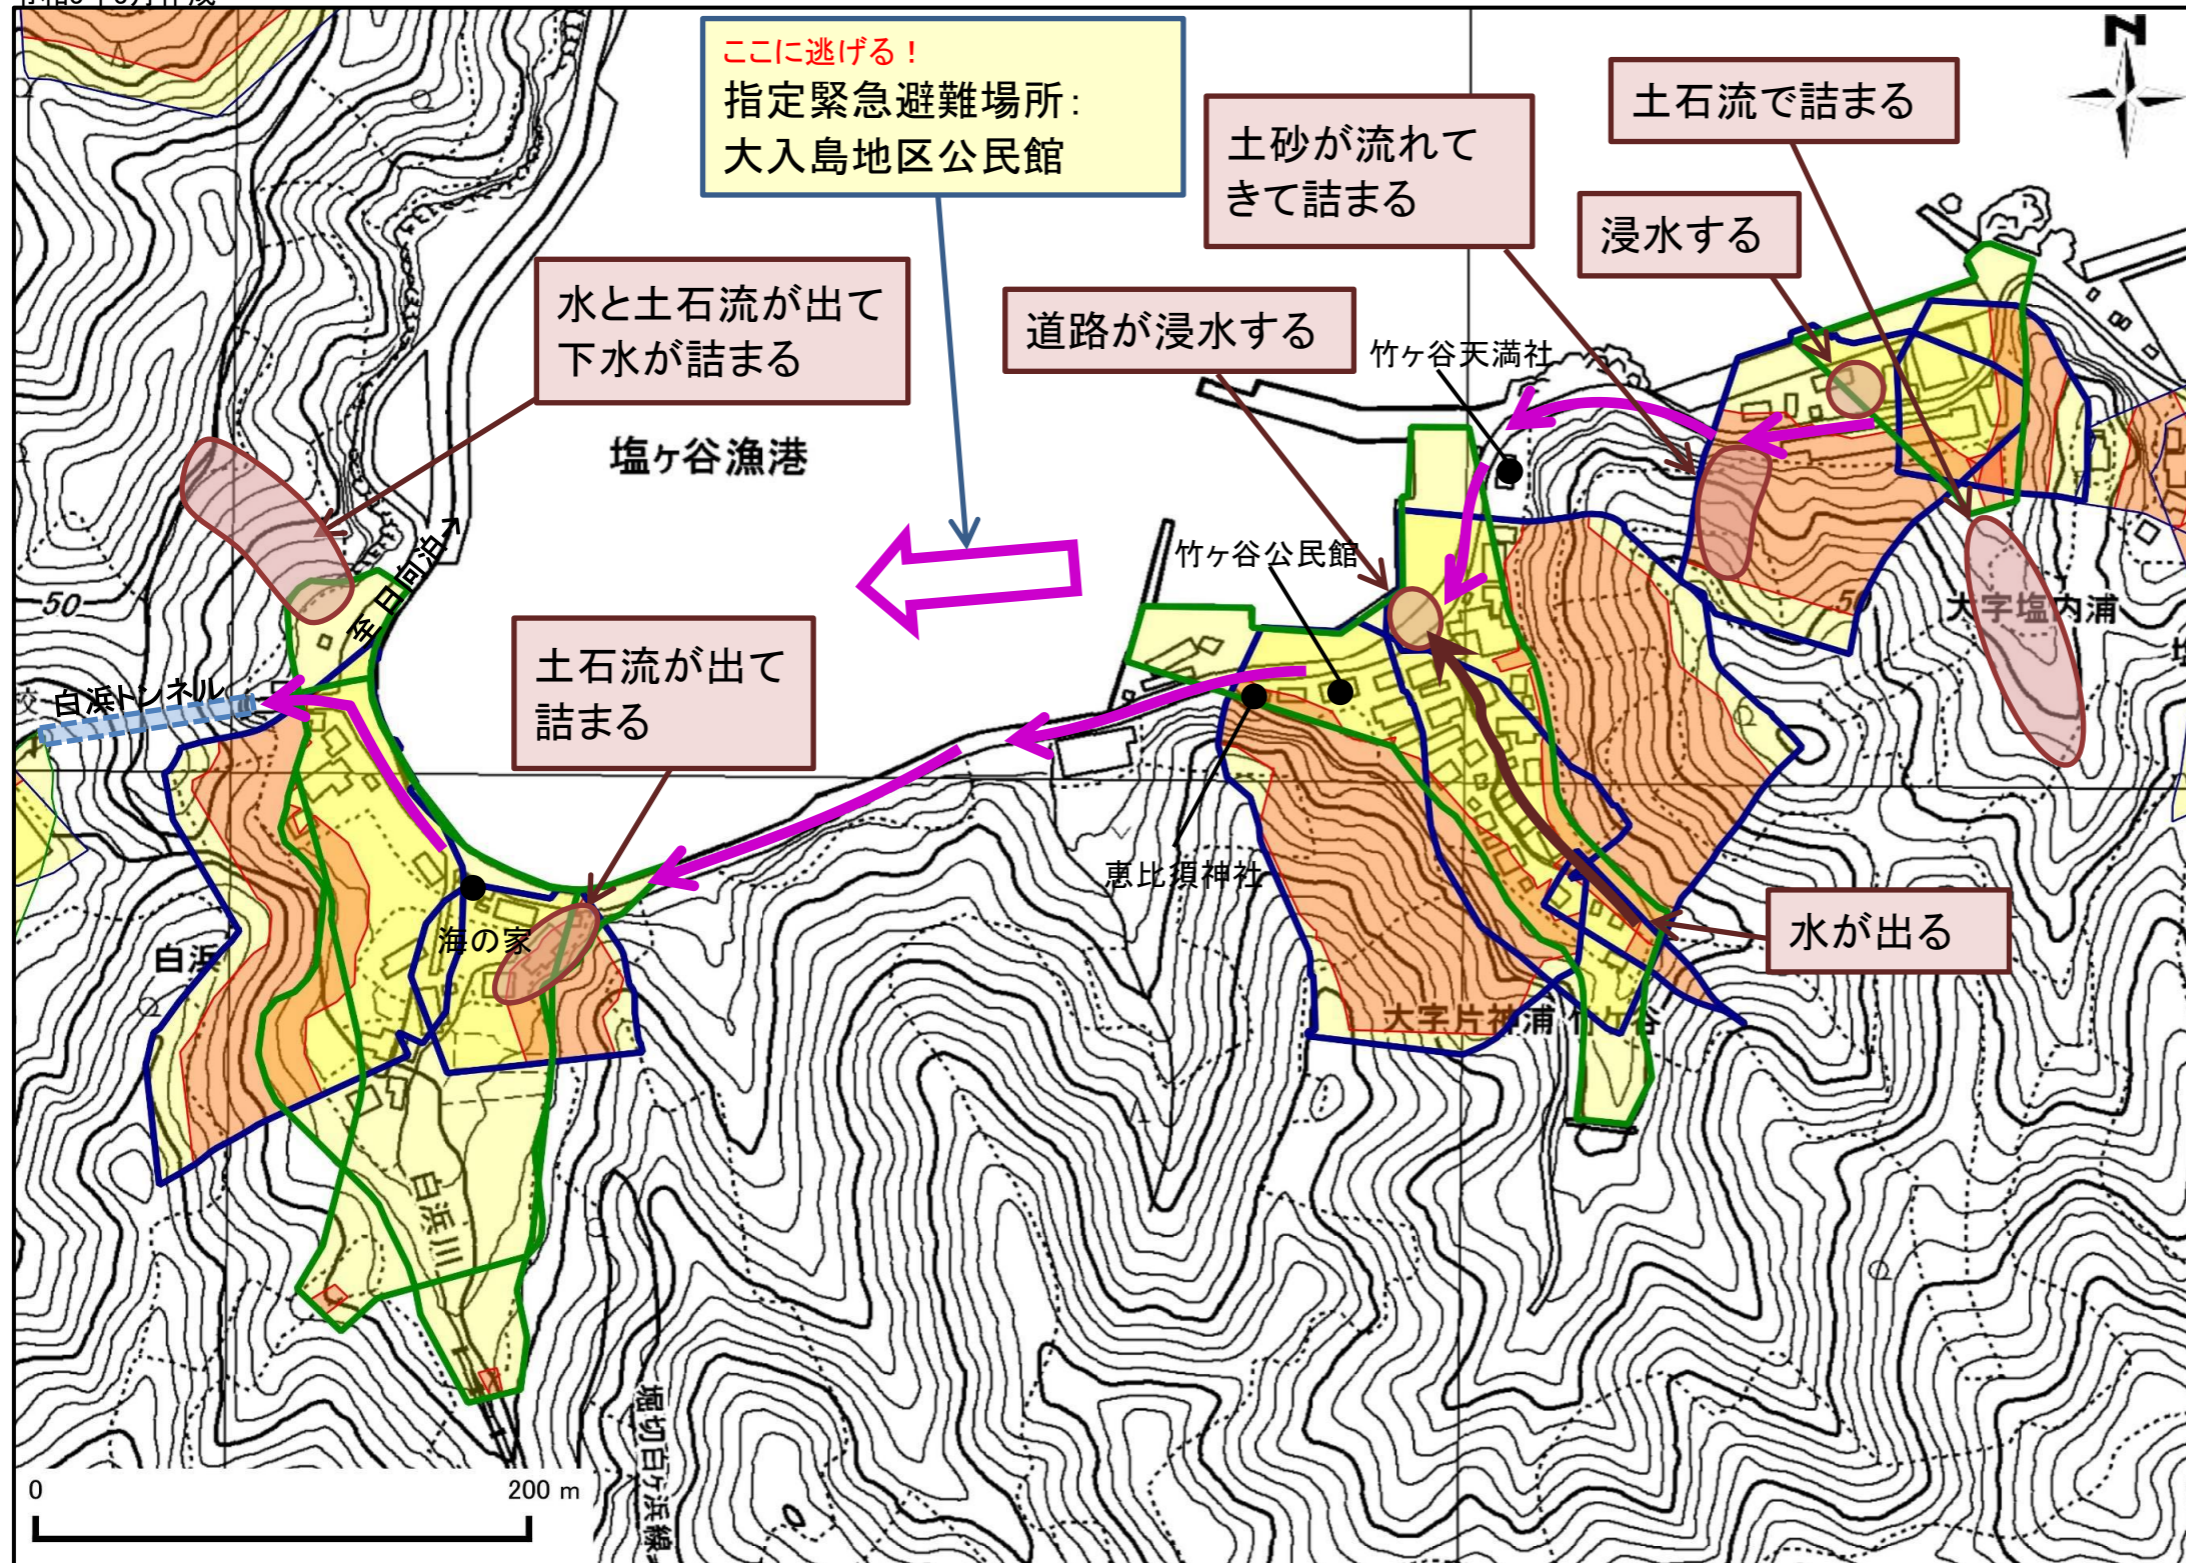 N
ここに逃げる！
指定緊急避難場所：
大入島地区公民館
土石流で詰まる
土砂が流れて
きて詰まる
浸水する
水と土石流が出て
下水が詰まる
道路が浸水する
竹ヶ谷天満社
塩ヶ谷漁港
至日向泊→
竹ヶ谷公民館
50
50
大字塩内浦
土石流が出て
詰まる
白浜トンネル
恵比須神社
水が出る
海の家
白浜
大字片神浦 竹ケ谷
白浜川
堀切白ヶ浜線
0 200 m